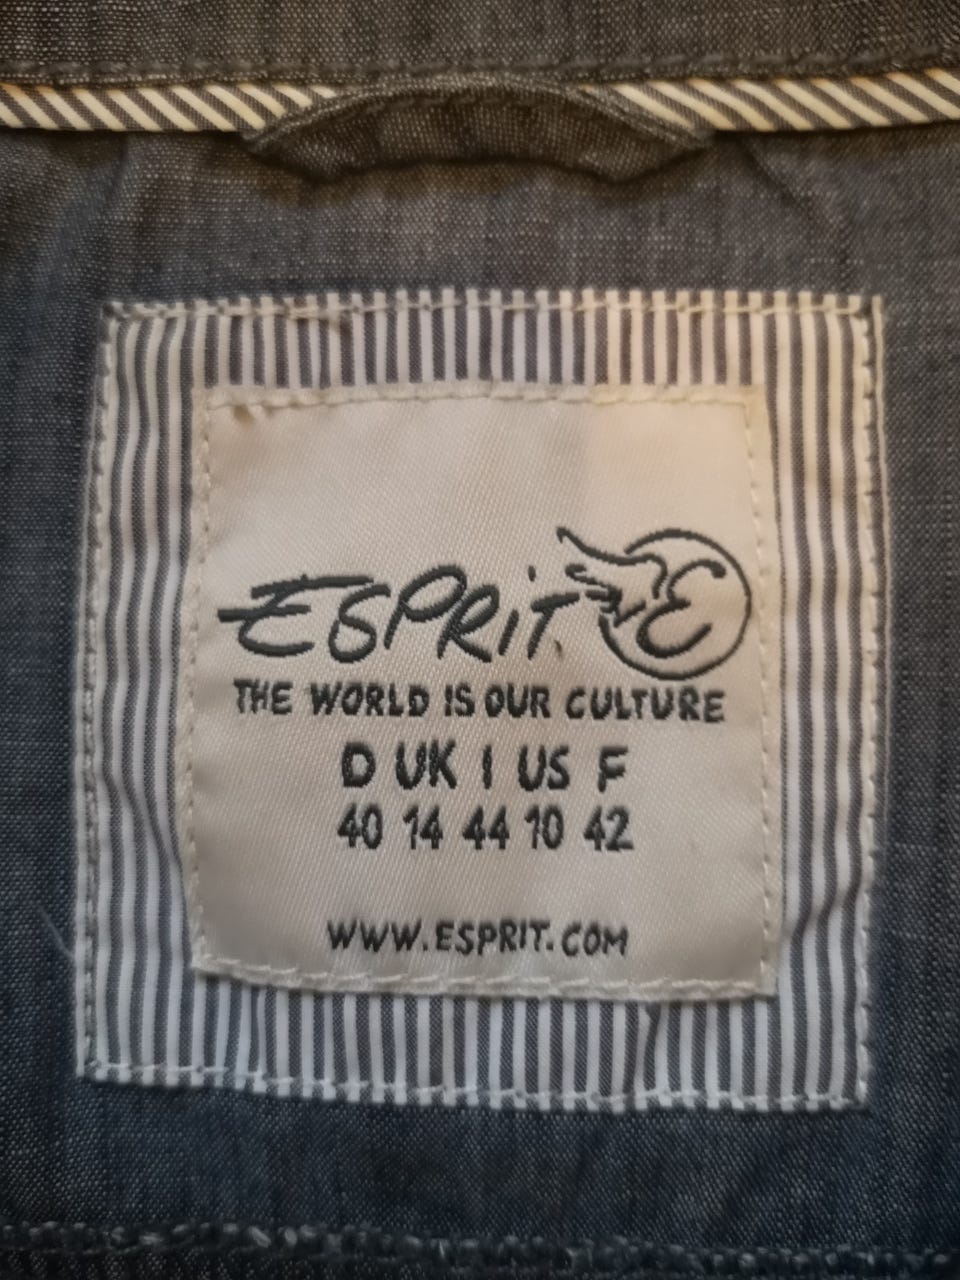 ESPRIT. E
THE WORLD IS OUR CULTURE
D UK I US F
40 14 44 10 42
WWW.ESPRIT.COM